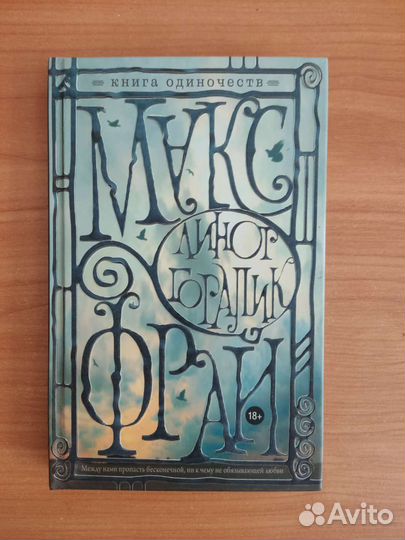 книга одиночеств
МАКС
ЛИНОР
ГОРАЛИК
ФРАЙ
18+
Между нами пропасть бесконечной, ни к чему не обязывающей любви
Avito